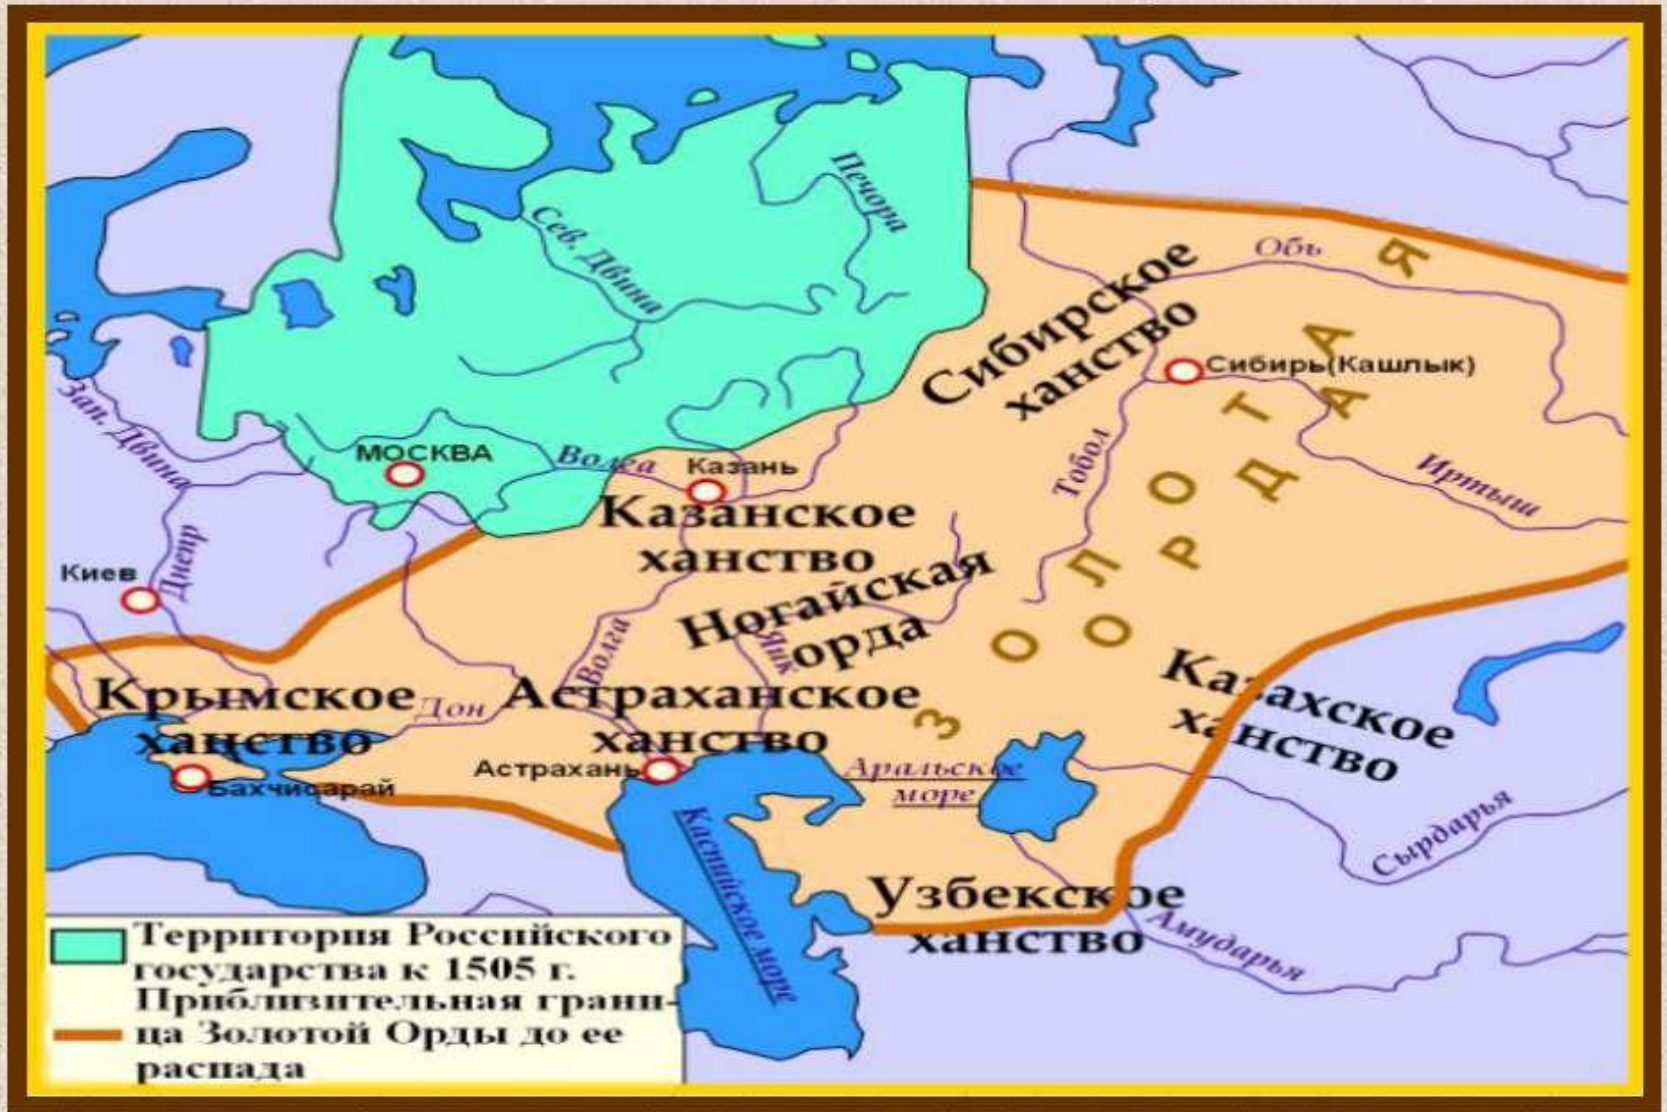 Печора
Сев. Двина
Обь
Сибирское
ханство
Сибирь(Кашлык)
Зап. Двина
МОСКВА
Волга
Казань
Тобол
Иртыш
Казанское
ханство
Киев
Днепр
Ногайская
орда
ЗОЛОТАЯ
ОРДА
Волга
Яик
Крымское
ханство
Дон
Астраханское
ханство
Казахское
ханство
Астрахань
Бахчисарай
Аральское
море
Каспийское море
Сырдарья
Узбекское
ханство
Амударья
Территория Российского
государства к 1505 г.
Приблизительная грани-
ца Золотой Орды до ее
распада